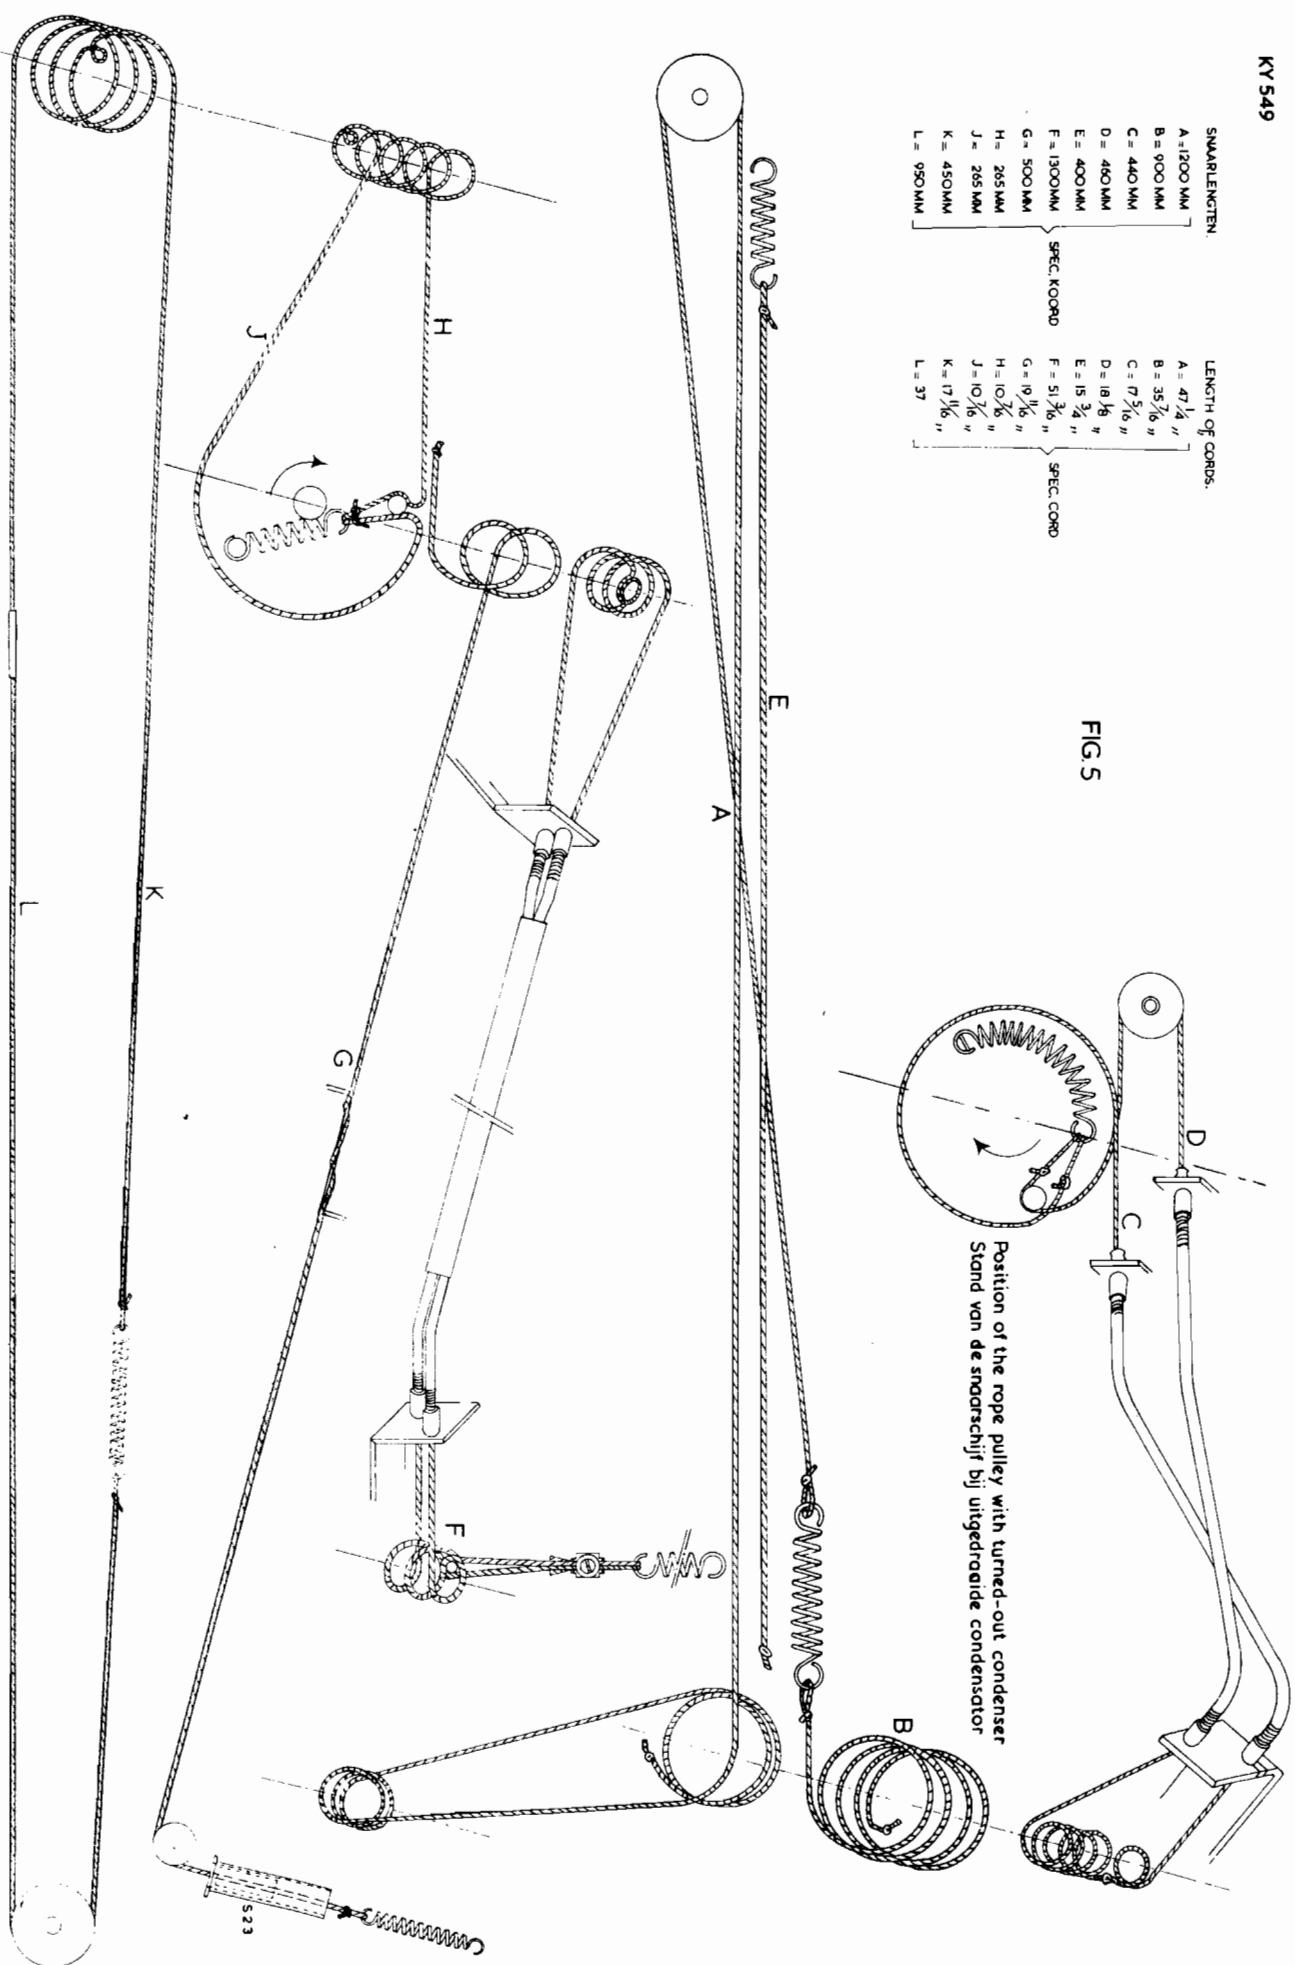 KY 549
SNAARLENGTEN.
A = 1200 MM
B = 900 MM
C = 440 MM
D = 460 MM
E = 400 MM
F = 1300 MM
G = 500 MM
H = 265 MM
J = 265 MM
K = 450 MM
L = 950 MM
SPEC. KOORD
LENGTH OF CORDS.
A = 47 1/4 "
B = 35 7/16 "
C = 17 5/16 "
D = 18 1/8 "
E = 15 3/4 "
F = 51 3/16 "
G = 19 11/16 "
H = 10 7/16 "
J = 10 7/16 "
K = 17 11/16 "
L = 37
SPEC. CORD
FIG. 5
D
C
Position of the rope pulley with turned-out condenser
Stand van de snaarschijf bij uitgedraaide condensator
B
E
A
H
J
G
F
K
L
S23